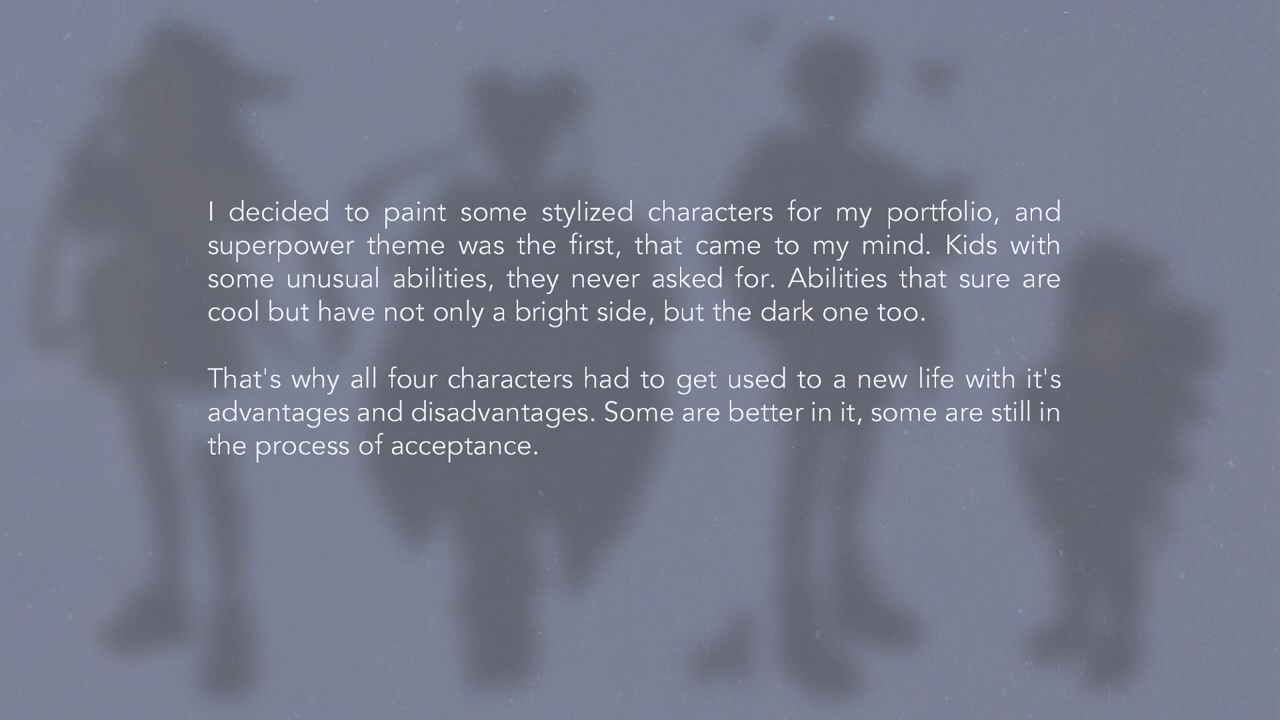 I decided to paint some stylized characters for my portfolio, and
superpower theme was the first, that came to my mind. Kids with
some unusual abilities, they never asked for. Abilities that sure are
cool but have not only a bright side, but the dark one too.
That's why all four characters had to get used to a new life with it's
advantages and disadvantages. Some are better in it, some are still in
the process of acceptance.